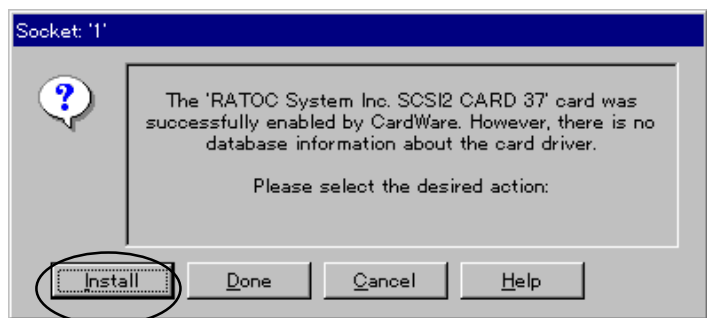 Socket: '1'
The 'RATOC System Inc. SCSI2 CARD 37' card was
successfully enabled by CardWare. However, there is no
database information about the card driver.
Please select the desired action:
Install Done Cancel Help